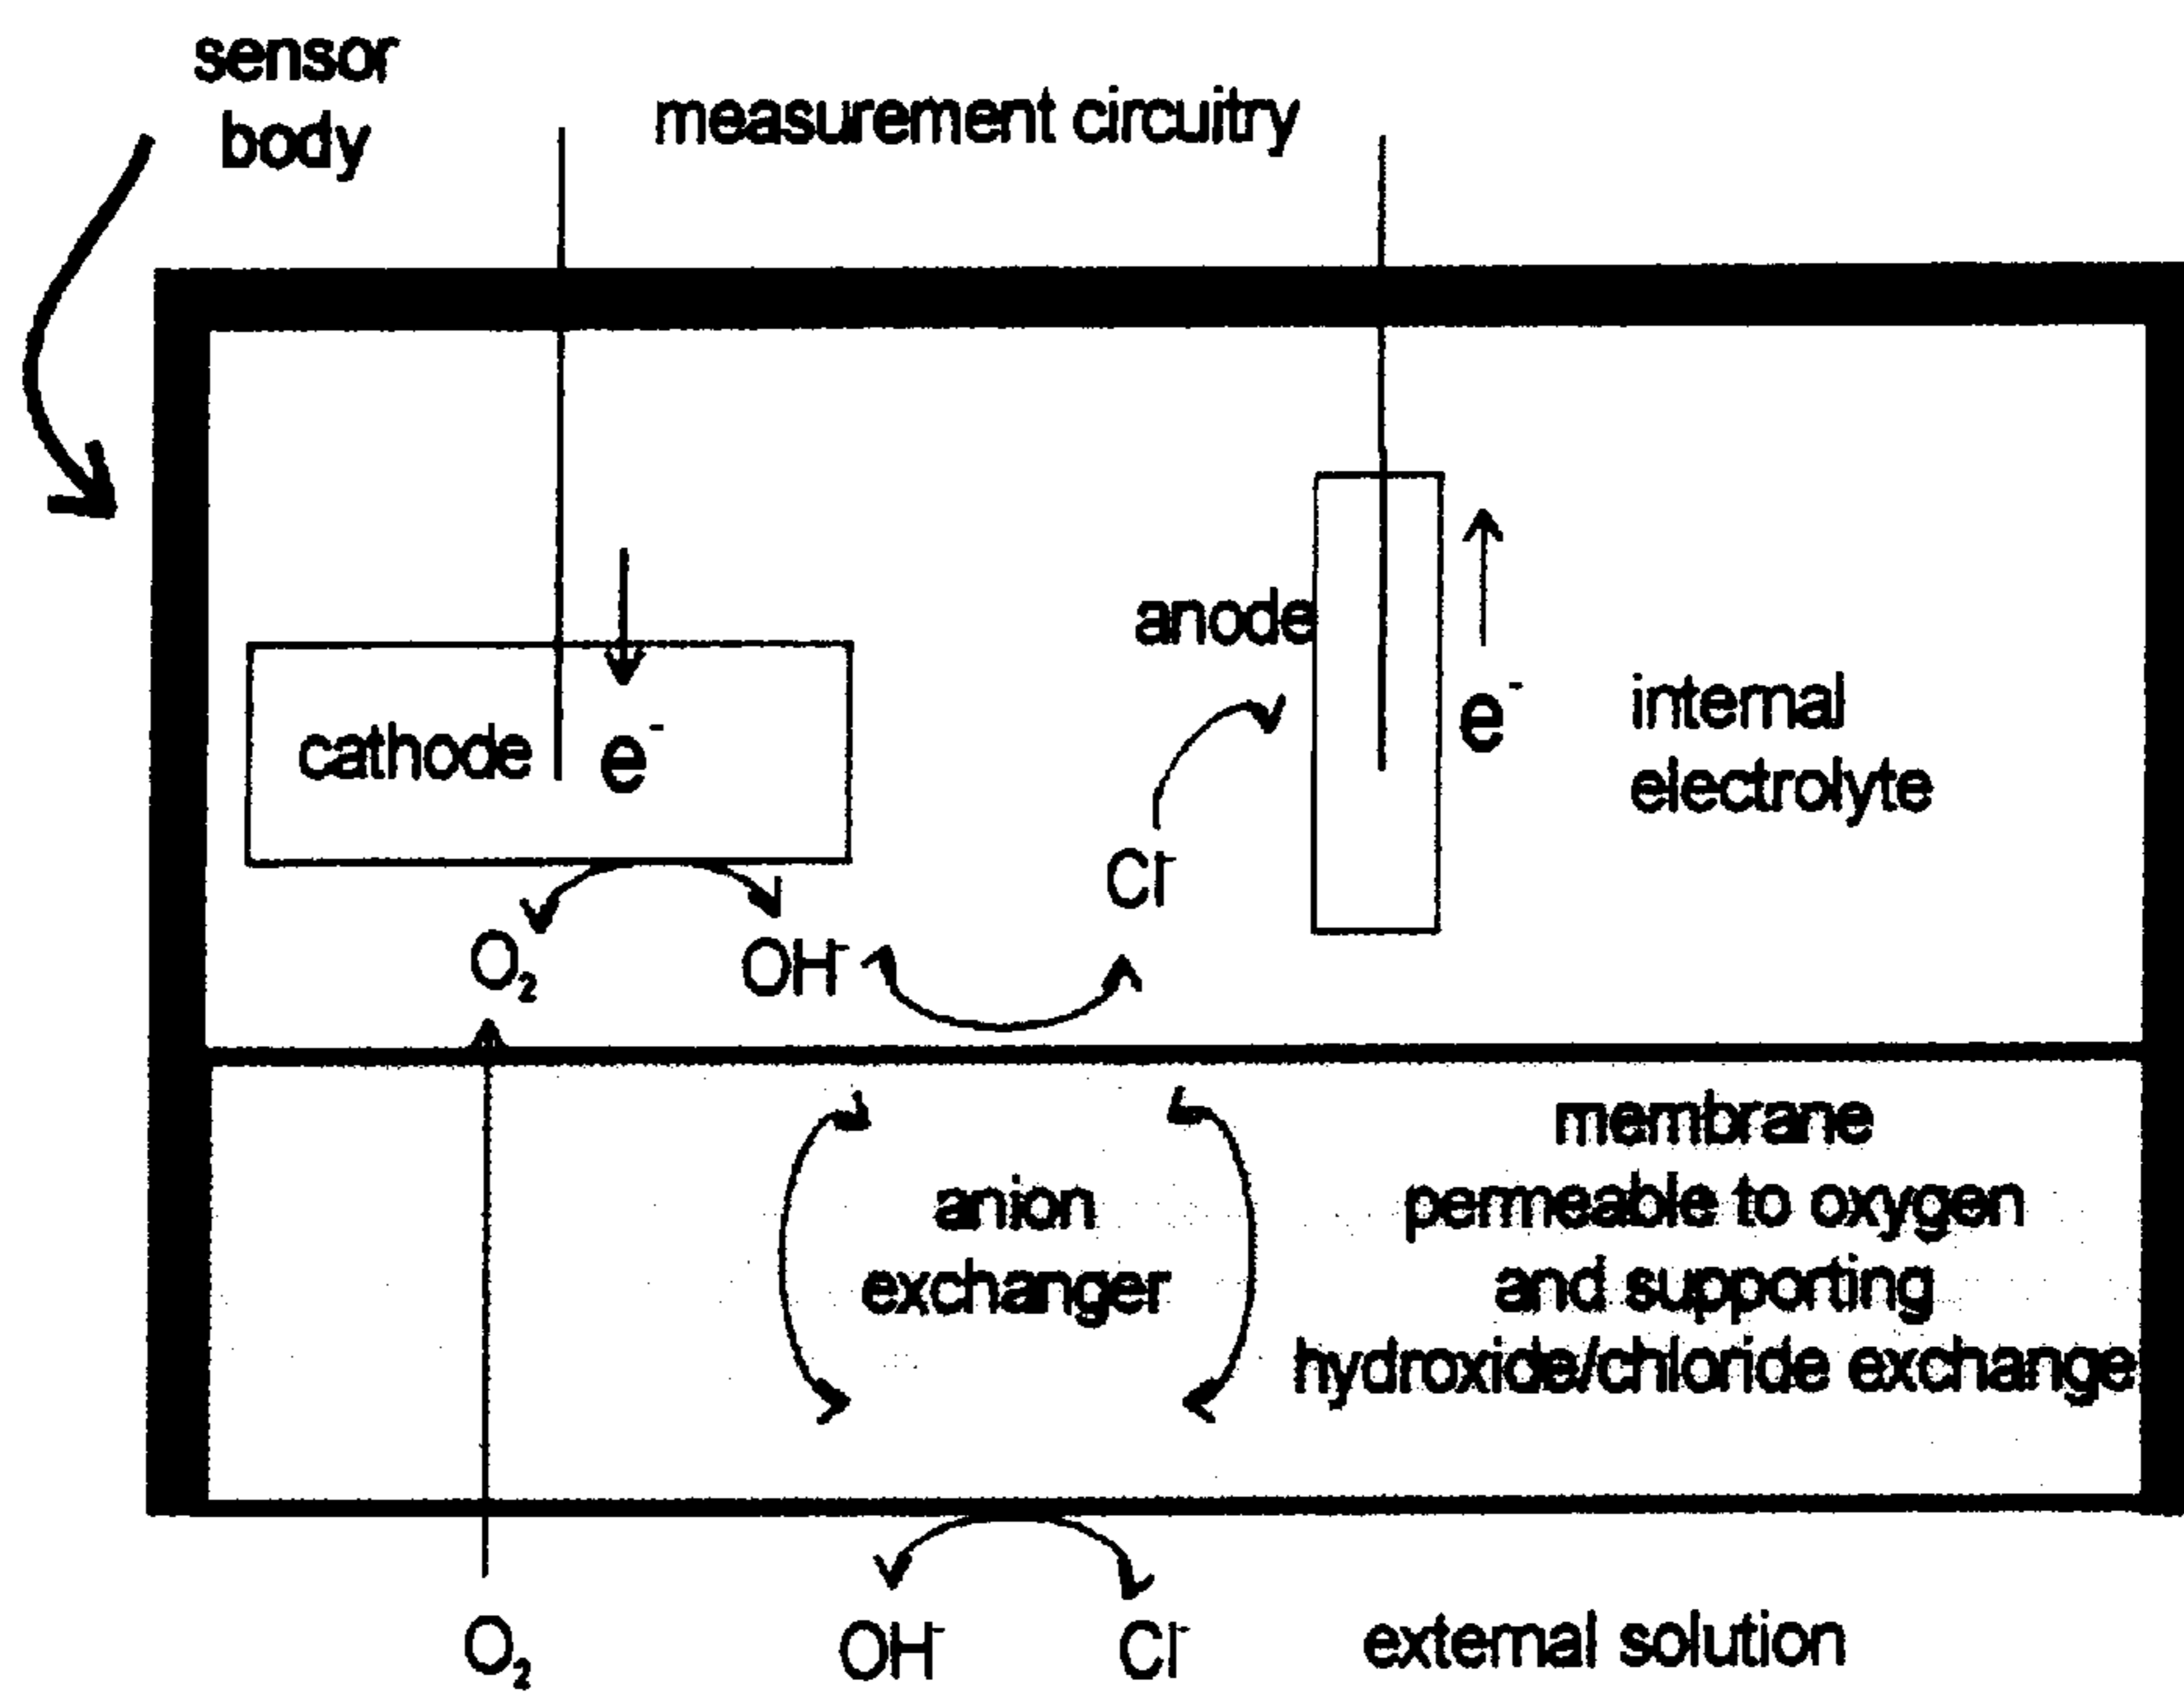 sensor
body
measurement circuitry
anode
cathode
e⁻
e⁻
internal
electrolyte
Cl⁻
O₂
OH⁻
anion
exchanger
membrane
permeable to oxygen
and supporting
hydroxide/chloride exchange
O₂
OH⁻
Cl⁻
external solution